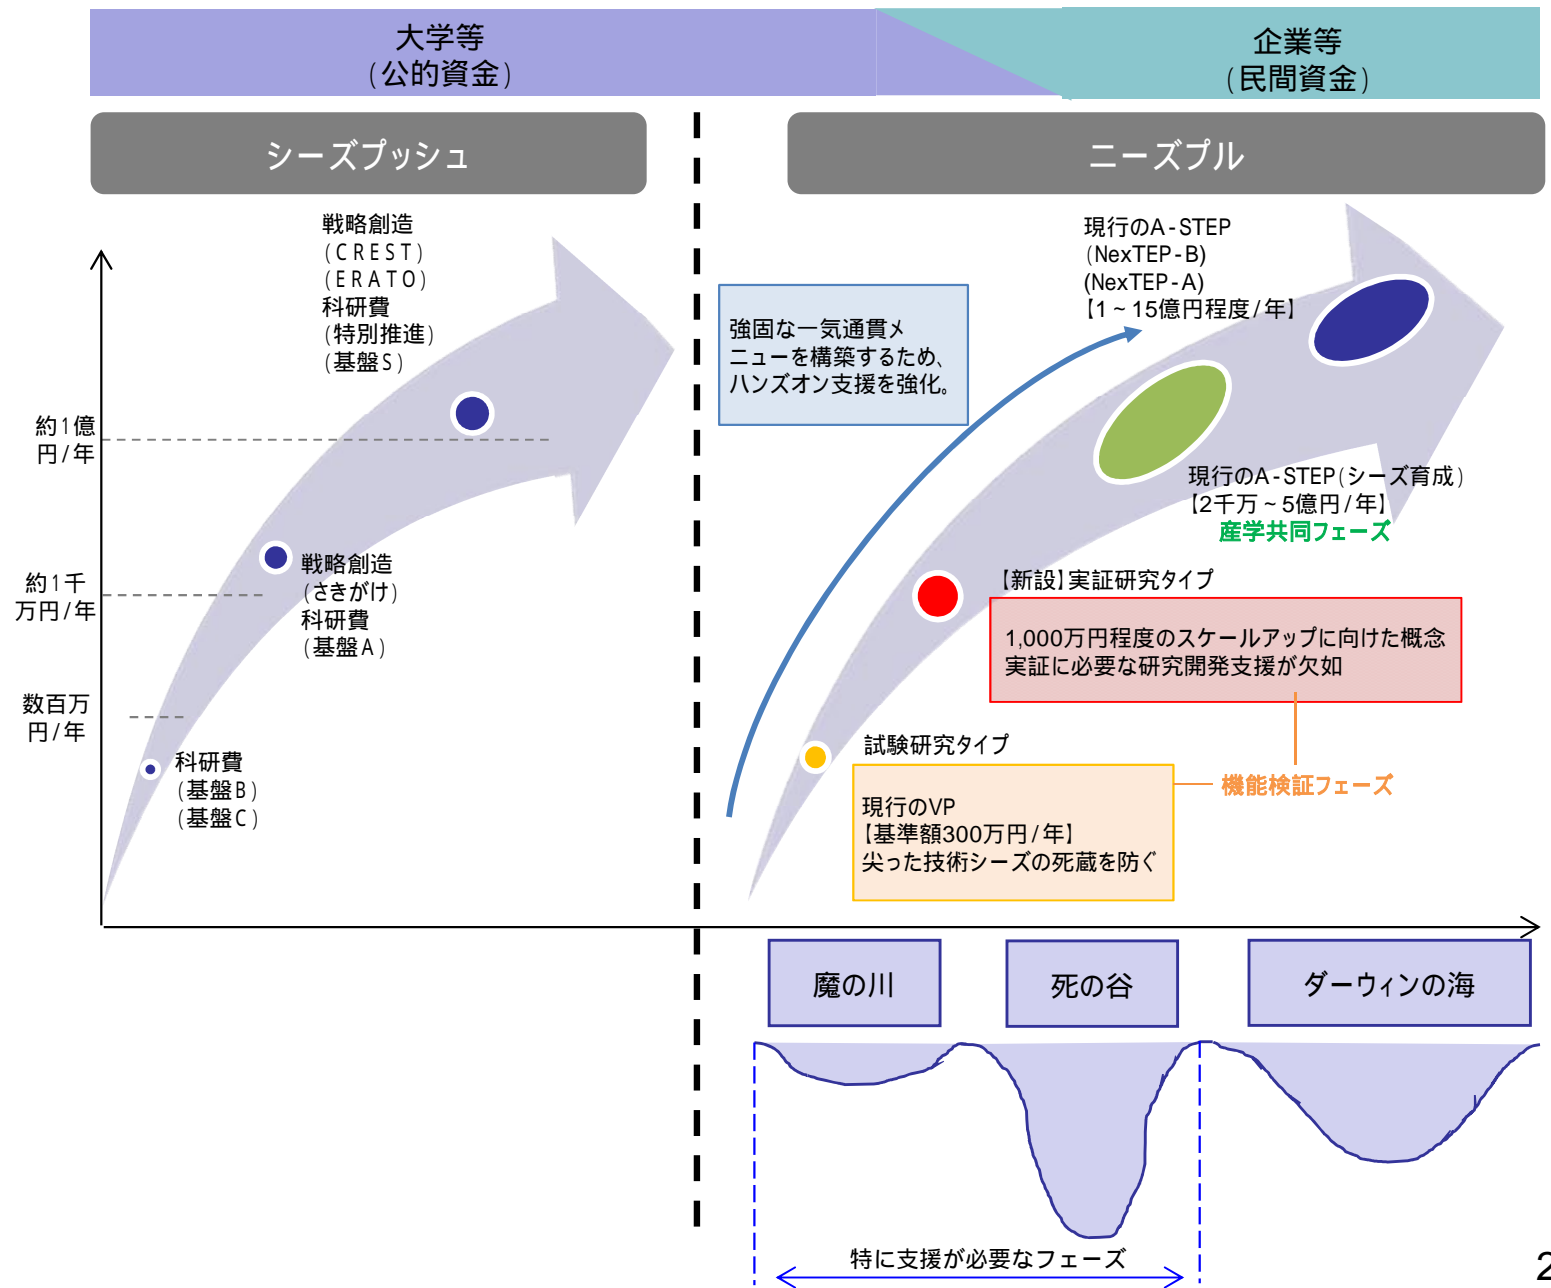 大学等
(公的資金)
企業等
(民間資金)
シーズプッシュ
ニーズプル
戦略創造
(CREST)
(ERATO)
科研費
(特別推進)
(基盤S)
約1億
円/年
戦略創造
(さきがけ)
科研費
(基盤A)
約1千
万円/年
数百万
円/年
科研費
(基盤B)
(基盤C)
強固な一気通貫メ
ニューを構築するため、
ハンズオン支援を強化。
現行のA-STEP
(NexTEP-B)
(NexTEP-A)
【1~15億円程度/年】
現行のA-STEP(シーズ育成)
【2千万~5億円/年】
産学共同フェーズ
【新設】実証研究タイプ
1,000万円程度のスケールアップに向けた概念
実証に必要な研究開発支援が欠如
試験研究タイプ
現行のVP
【基準額300万円/年】
尖った技術シーズの死蔵を防ぐ
機能検証フェーズ
魔の川
死の谷
ダーウィンの海
特に支援が必要なフェーズ
2